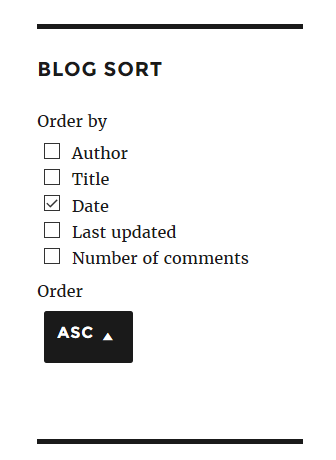 BLOG SORT
Order by
Author
Title
Date
Last updated
Number of comments
Order
ASC ▲